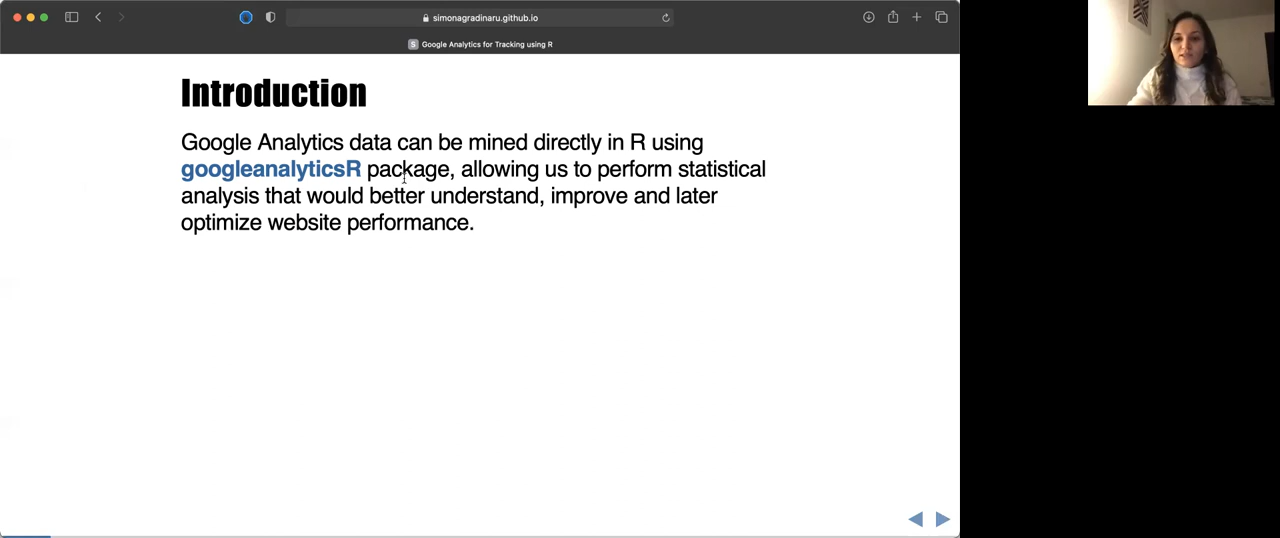 simonagradinaru.github.io
S Google Analytics for Tracking using R
Introduction
Google Analytics data can be mined directly in R using
googleanalyticsR package, allowing us to perform statistical
analysis that would better understand, improve and later
optimize website performance.